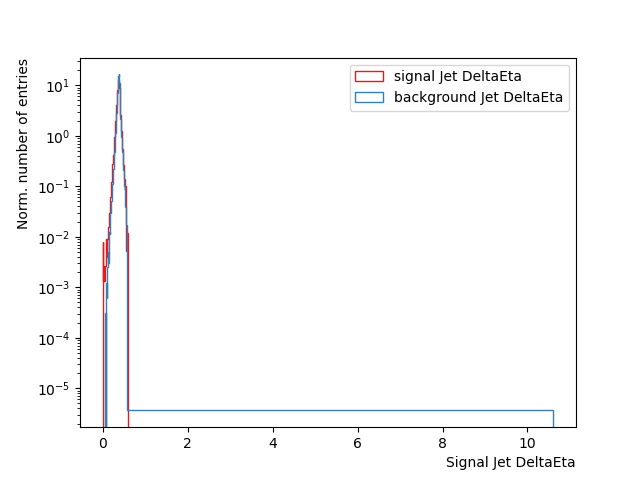 signal Jet DeltaEta
background Jet DeltaEta
Norm. number of entries
10¹
10⁰
10⁻¹
10⁻²
10⁻³
10⁻⁴
10⁻⁵
0 2 4 6 8 10
Signal Jet DeltaEta